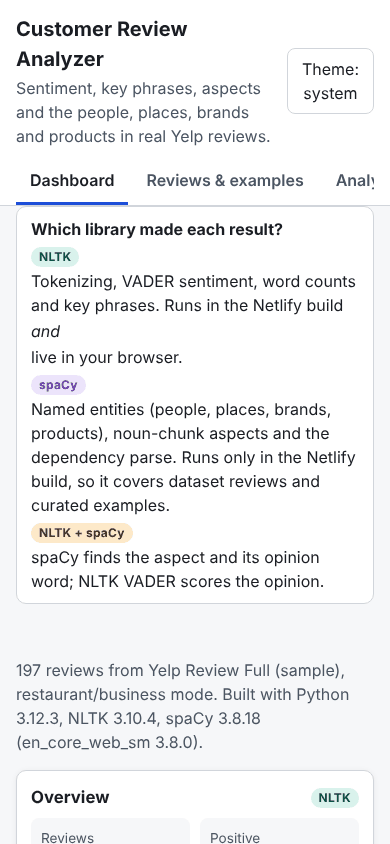 Customer Review
Analyzer
Sentiment, key phrases, aspects
and the people, places, brands
and products in real Yelp reviews.
Theme:
system
Dashboard
Reviews & examples
Which library made each result?
NLTK
Tokenizing, VADER sentiment, word counts
and key phrases. Runs in the Netlify build
and
live in your browser.
spaCy
Named entities (people, places, brands,
products), noun-chunk aspects and the
dependency parse. Runs only in the Netlify
build, so it covers dataset reviews and
curated examples.
NLTK + spaCy
spaCy finds the aspect and its opinion
word; NLTK VADER scores the opinion.
197 reviews from Yelp Review Full (sample),
restaurant/business mode. Built with Python
3.12.3, NLTK 3.10.4, spaCy 3.8.18
(en_core_web_sm 3.8.0).
Overview
NLTK
Reviews
Positive